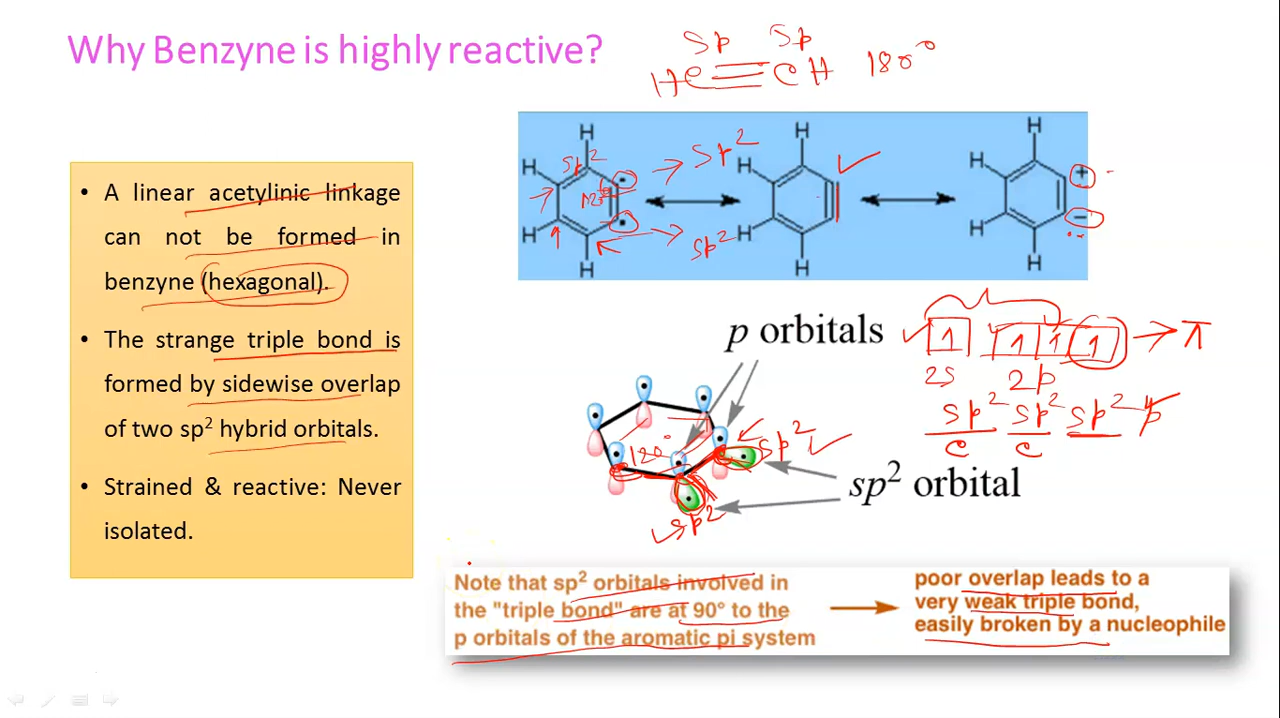 Why Benzyne is highly reactive?
sp sp
HC≡CH 180°
• A linear acetylinic linkage
can not be formed in
benzyne (hexagonal).
• The strange triple bond is
formed by sidewise overlap
of two sp² hybrid orbitals.
• Strained & reactive: Never
isolated.
H H H
sp² sp²
H H H
+
−
H H sp² H
H H H
p orbitals
1 1 1 1 → π
2s 2p
sp² sp² sp² p
c c
120°
sp²
sp² orbital
sp²
Note that sp² orbitals involved in
the "triple bond" are at 90° to the
p orbitals of the aromatic pi system
poor overlap leads to a
very weak triple bond,
easily broken by a nucleophile